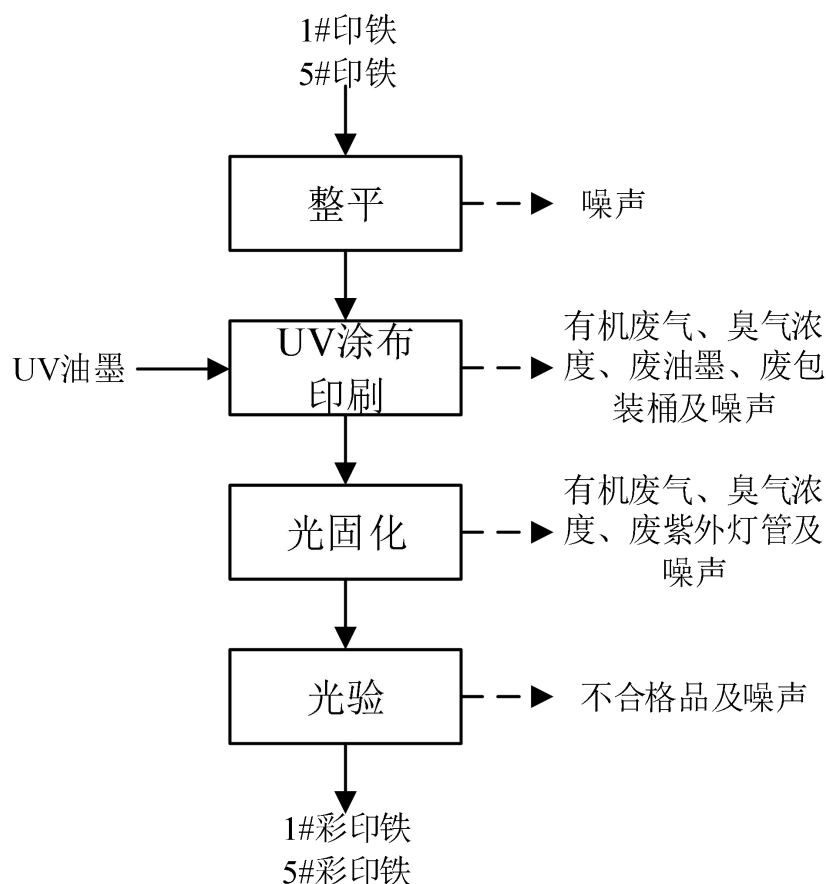 1#印铁
5#印铁
整平
噪声
UV油墨
UV涂布
印刷
有机废气、臭气浓
度、废油墨、废包
装桶及噪声
光固化
有机废气、臭气浓
度、废紫外灯管及
噪声
光验
不合格品及噪声
1#彩印铁
5#彩印铁